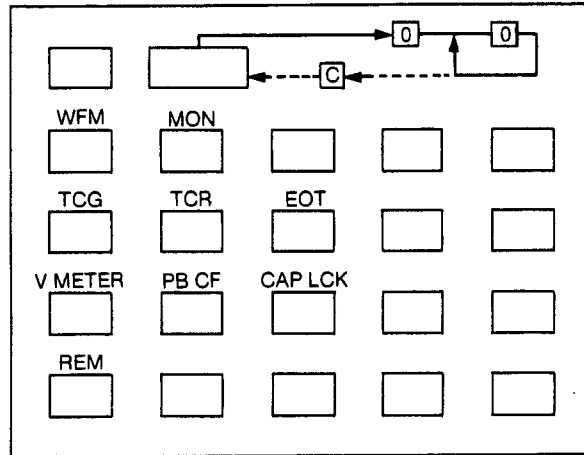 0 0
C
WFM MON
TCG TCR EOT
V METER PB CF CAP LCK
REM